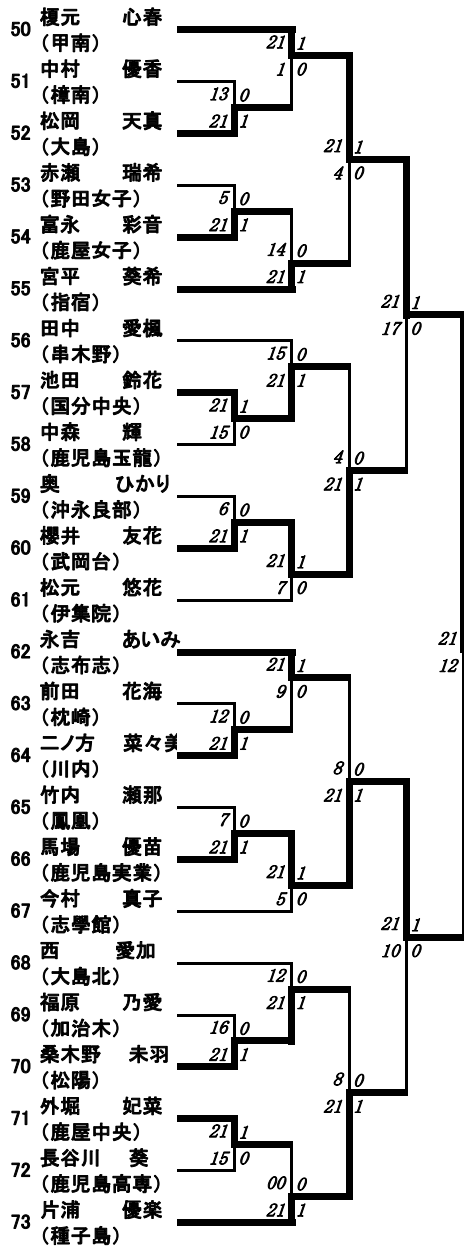 50 榎元 心春
(甲南)
51 中村 優香
(樟南)
52 松岡 天真
(大島)
53 赤瀬 瑞希
(野田女子)
54 富永 彩音
(鹿屋女子)
55 宮平 葵希
(指宿)
56 田中 愛楓
(串木野)
57 池田 鈴花
(国分中央)
58 中森 輝
(鹿児島玉龍)
59 奥 ひかり
(沖永良部)
60 櫻井 友花
(武岡台)
61 松元 悠花
(伊集院)
62 永吉 あいみ
(志布志)
63 前田 花海
(枕崎)
64 二ノ方 菜々美
(川内)
65 竹内 瀬那
(鳳凰)
66 馬場 優苗
(鹿児島実業)
67 今村 真子
(志學館)
68 西 愛加
(大島北)
69 福原 乃愛
(加治木)
70 桑木野 未羽
(松陽)
71 外堀 妃菜
(鹿屋中央)
72 長谷川 葵
(鹿児島高専)
73 片浦 優楽
(種子島)
13 0
21 1
5 0
21 1
21 1
15 0
6 0
21 1
12 0
21 1
7 0
21 1
16 0
21 1
21 1
15 0
21 1
1 0
14 0
21 1
15 0
21 1
21 1
7 0
21 1
9 0
21 1
5 0
12 0
21 1
00 0
21 1
21 1
4 0
4 0
21 1
8 0
21 1
8 0
21 1
21 1
17 0
21 1
10 0
21
12